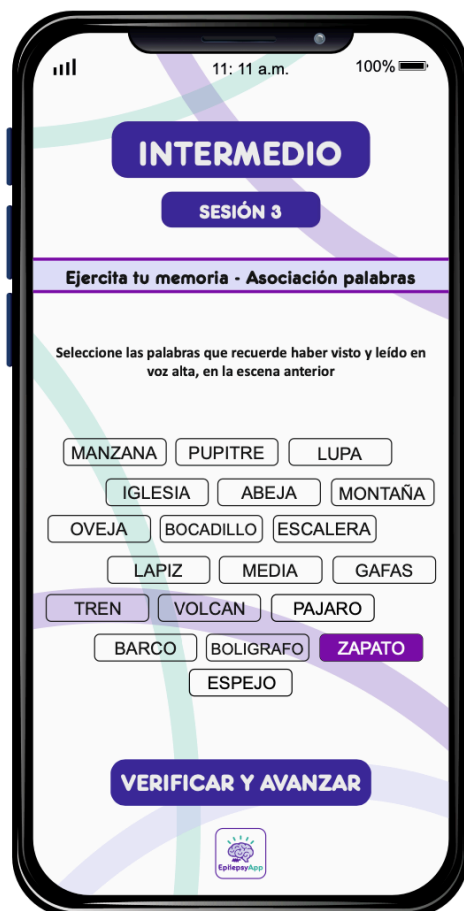 11: 11 a.m. 100%
INTERMEDIO
SESIÓN 3
Ejercita tu memoria - Asociación palabras
Seleccione las palabras que recuerde haber visto y leído en
voz alta, en la escena anterior
MANZANA PUPITRE LUPA
IGLESIA ABEJA MONTAÑA
OVEJA BOCADILLO ESCALERA
LAPIZ MEDIA GAFAS
TREN VOLCAN PAJARO
BARCO BOLIGRAFO ZAPATO
ESPEJO
VERIFICAR Y AVANZAR
EpilepsyApp